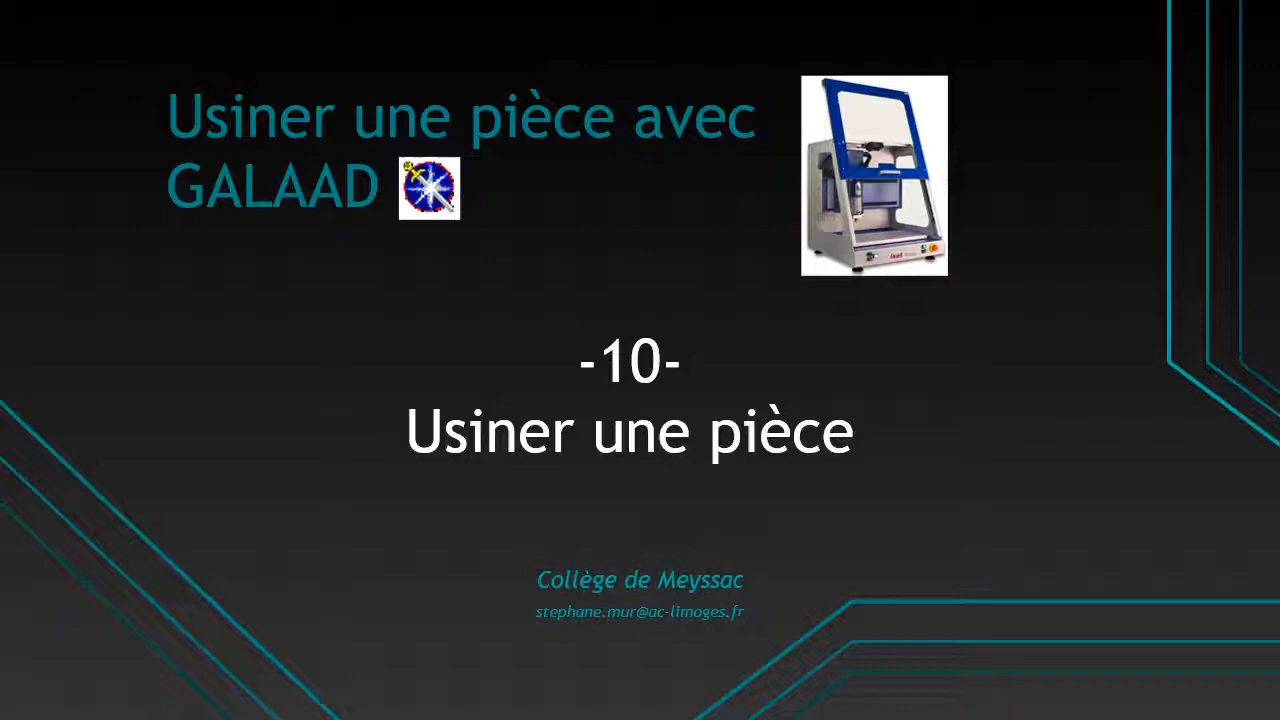 Usiner une pièce avec
GALAAD
-10-
Usiner une pièce
Collège de Meyssac
stephane.mur@ac-limoges.fr